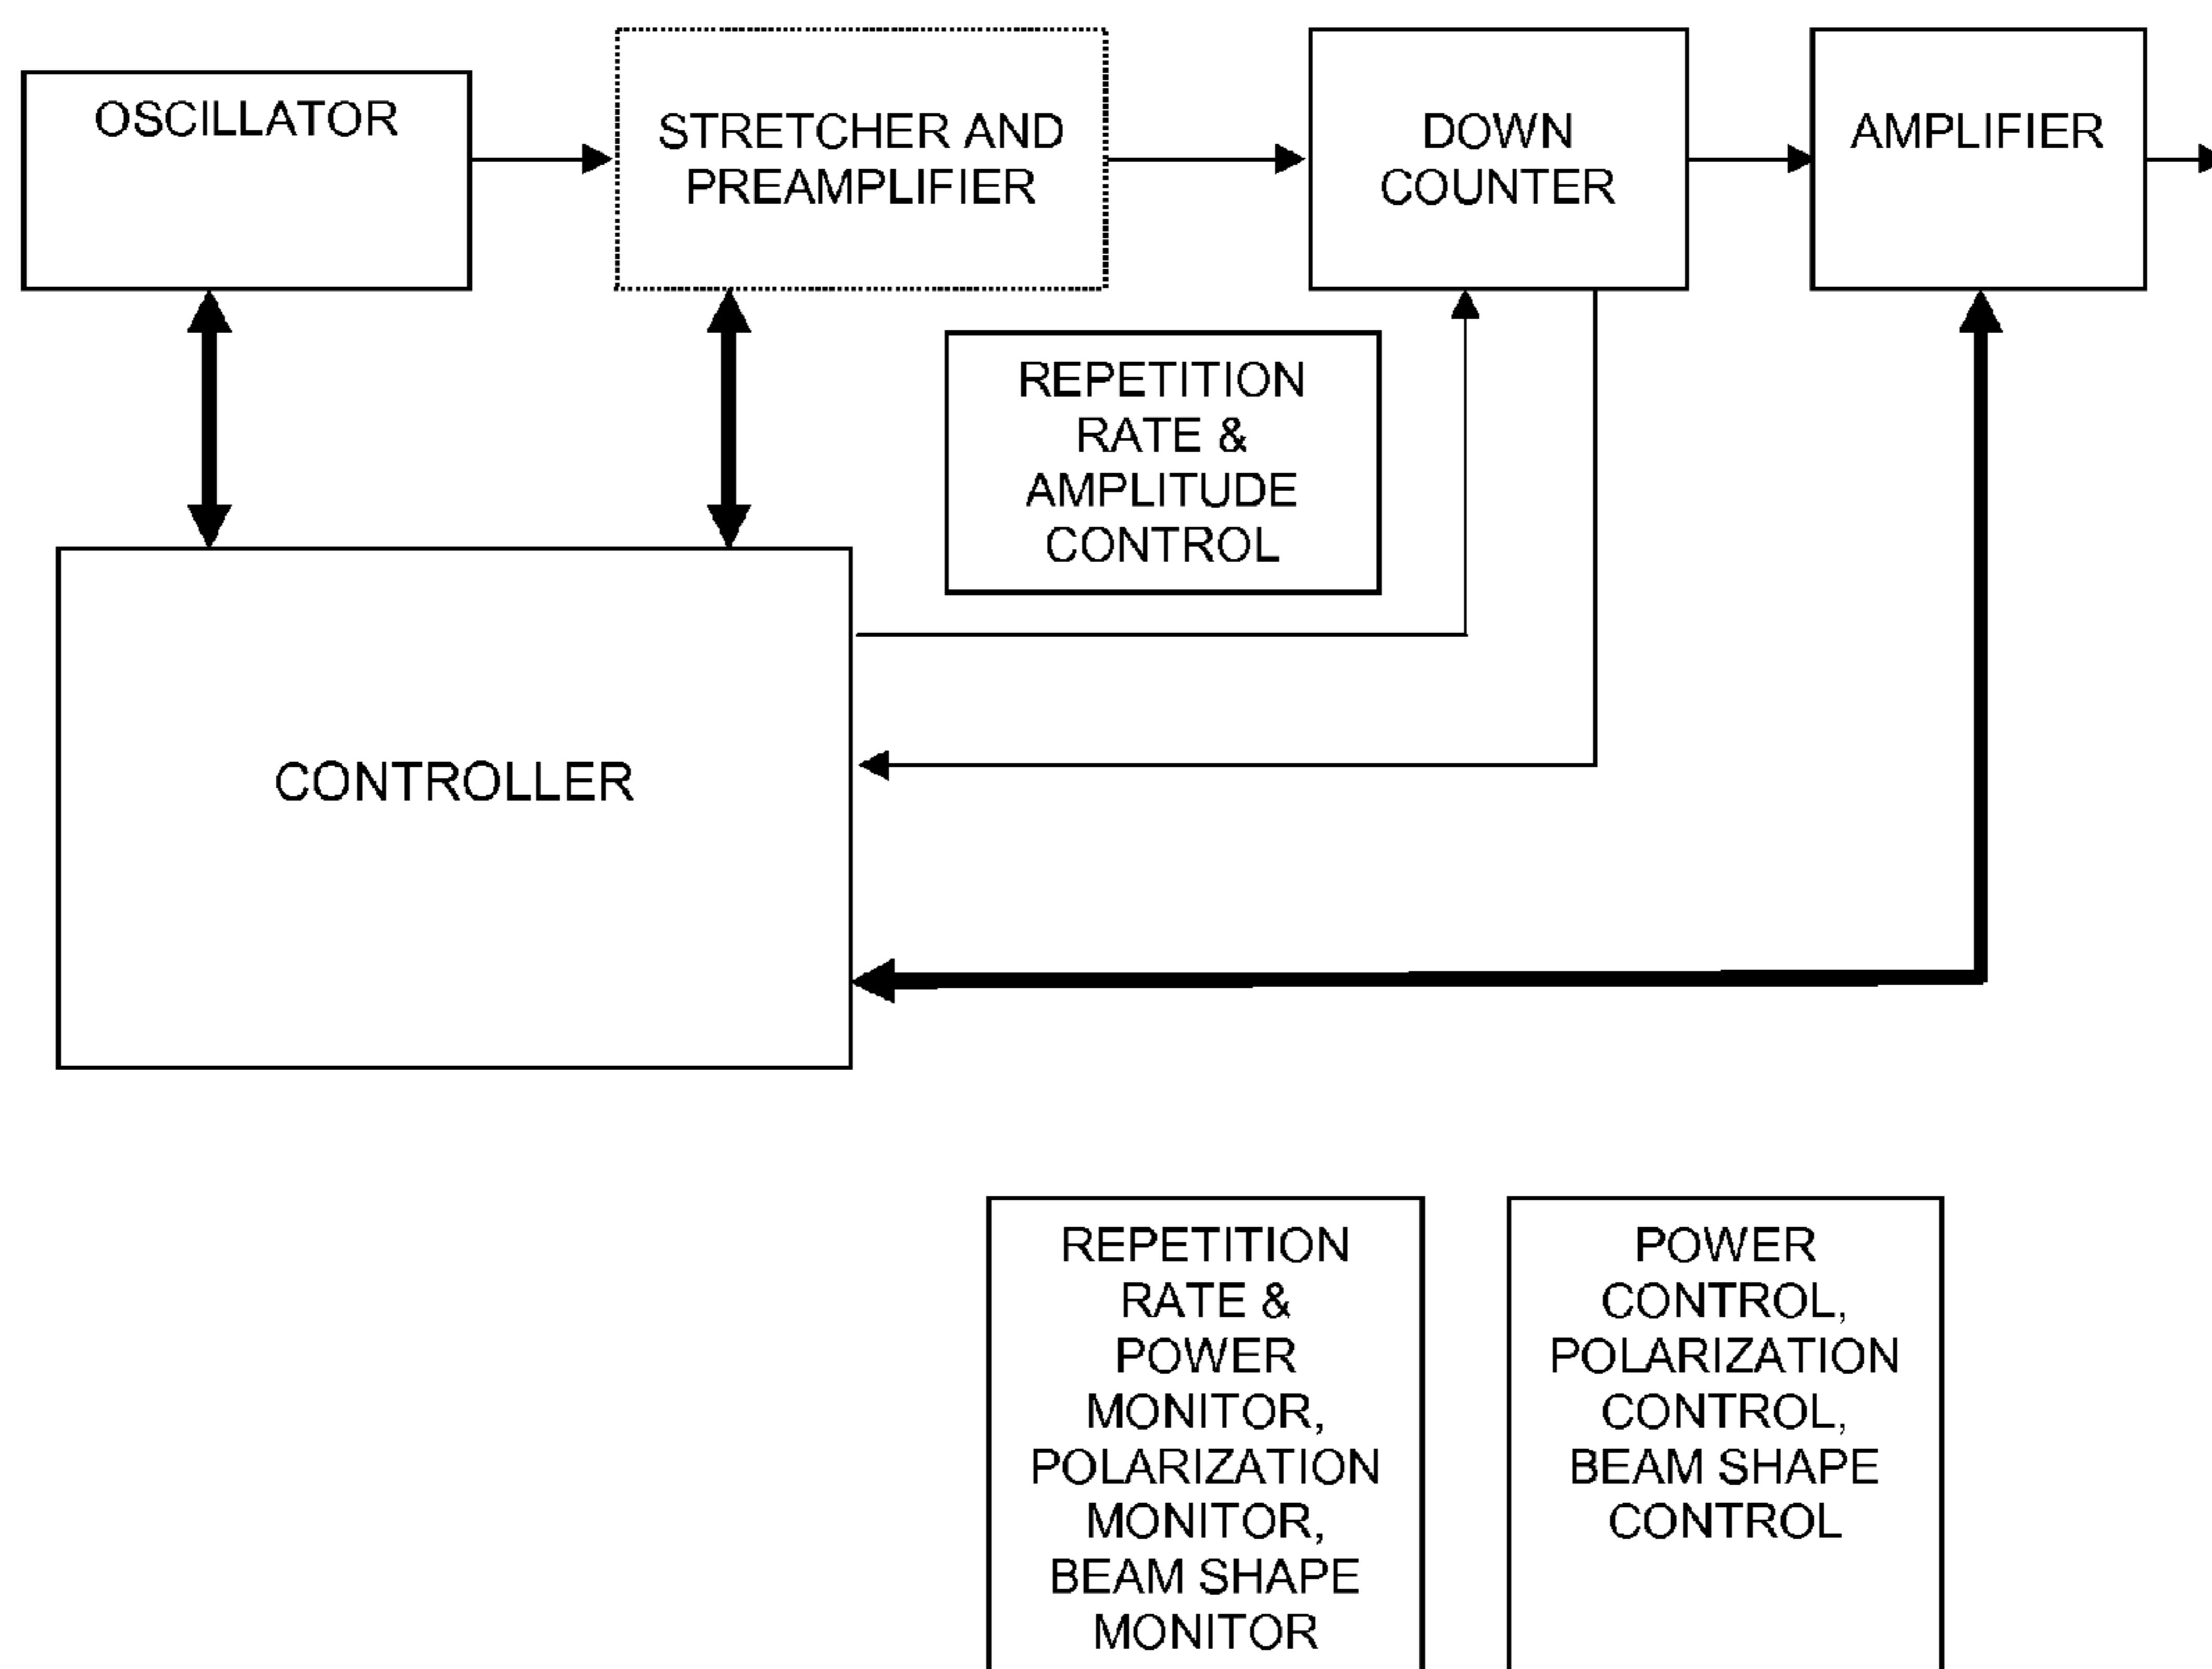 OSCILLATOR
STRETCHER AND
PREAMPLIFIER
DOWN
COUNTER
AMPLIFIER
REPETITION
RATE &
AMPLITUDE
CONTROL
CONTROLLER
REPETITION
RATE &
POWER
MONITOR,
POLARIZATION
MONITOR,
BEAM SHAPE
MONITOR
POWER
CONTROL,
POLARIZATION
CONTROL,
BEAM SHAPE
CONTROL